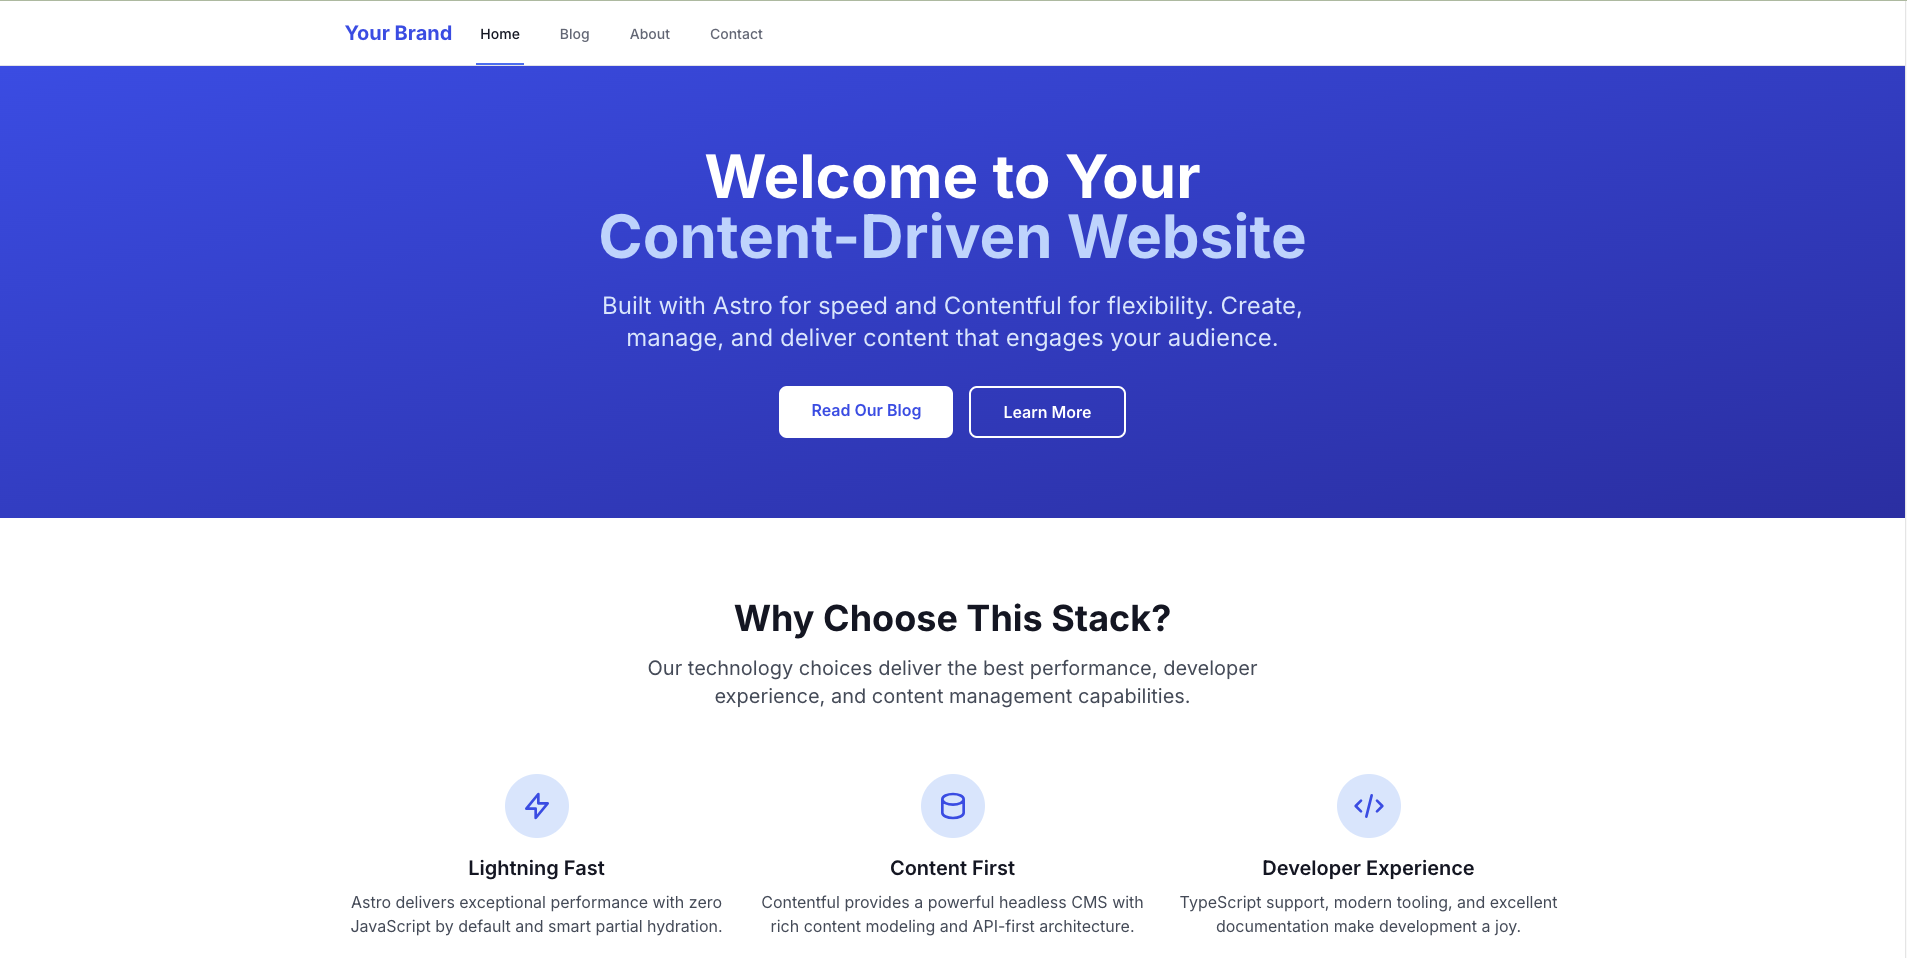 Your Brand
Home
Blog
About
Contact
Welcome to Your
Content-Driven Website
Built with Astro for speed and Contentful for flexibility. Create,
manage, and deliver content that engages your audience.
Read Our Blog
Learn More
Why Choose This Stack?
Our technology choices deliver the best performance, developer
experience, and content management capabilities.
Lightning Fast
Astro delivers exceptional performance with zero
JavaScript by default and smart partial hydration.
Content First
Contentful provides a powerful headless CMS with
rich content modeling and API-first architecture.
Developer Experience
TypeScript support, modern tooling, and excellent
documentation make development a joy.